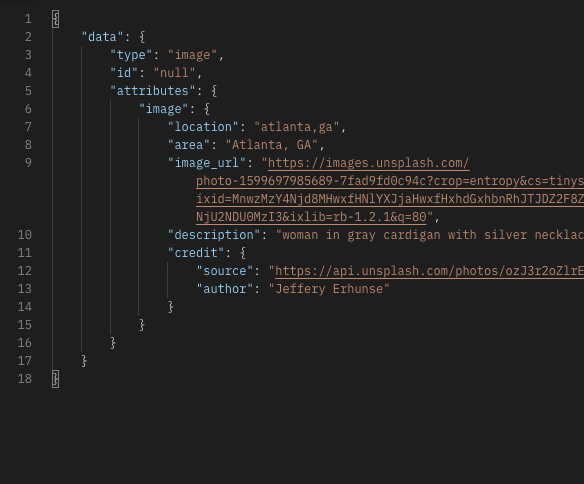 1 {
2 "data": {
3 "type": "image",
4 "id": "null",
5 "attributes": {
6 "image": {
7 "location": "atlanta,ga",
8 "area": "Atlanta, GA",
9 "image_url": "https://images.unsplash.com/
photo-1599697985689-7fad9fd0c94c?crop=entropy&cs=tinys
ixid=MnwzMzY4Njd8MHwxfHNlYXJjaHwxfHxhdGxhbnRhJTJDZ2F8Z
NjU2NDU0MzI3&ixlib=rb-1.2.1&q=80",
10 "description": "woman in gray cardigan with silver necklac
11 "credit": {
12 "source": "https://api.unsplash.com/photos/ozJ3r2oZlrE
13 "author": "Jeffery Erhunse"
14 }
15 }
16 }
17 }
18 }